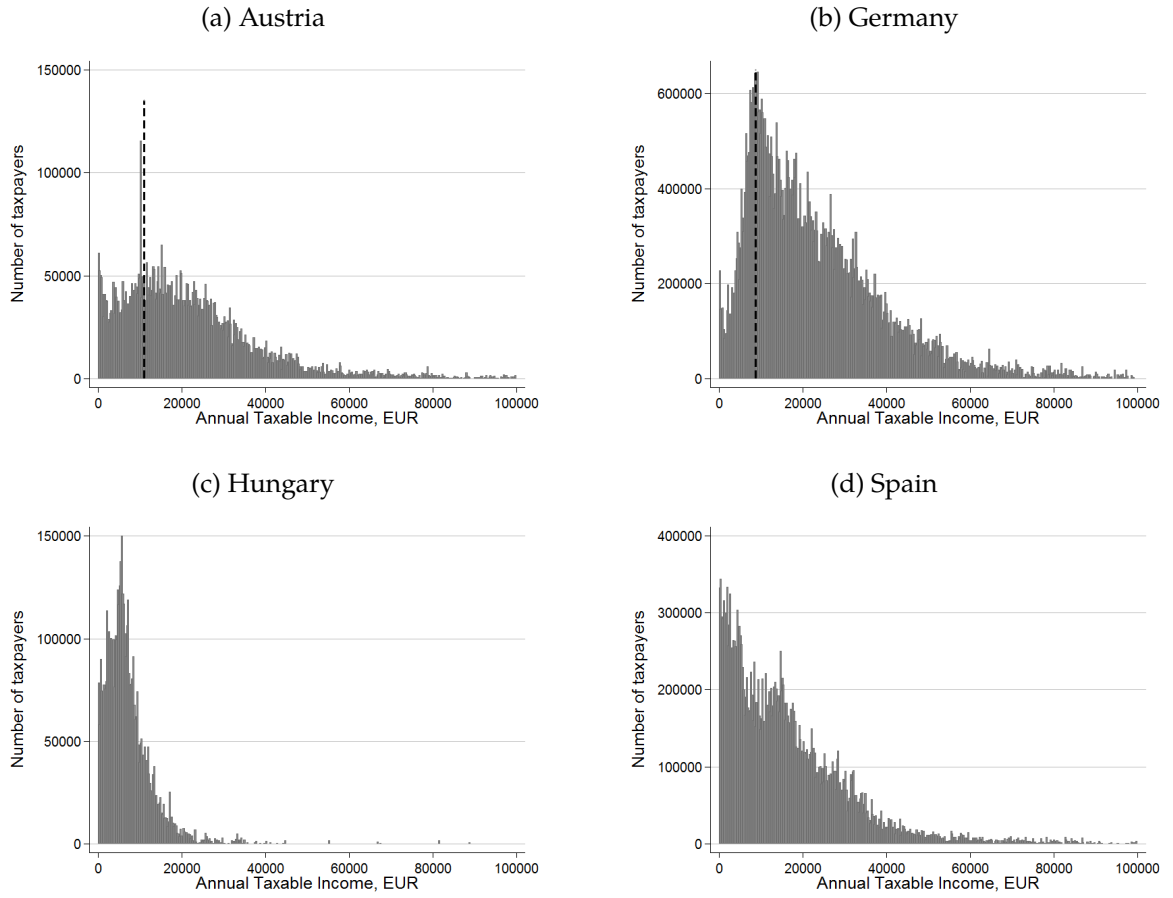 (a) Austria
Number of taxpayers
150000
100000
50000
0
0 20000 40000 60000 80000 100000
Annual Taxable Income, EUR
(b) Germany
Number of taxpayers
600000
400000
200000
0
0 20000 40000 60000 80000 100000
Annual Taxable Income, EUR
(c) Hungary
Number of taxpayers
150000
100000
50000
0
0 20000 40000 60000 80000 100000
Annual Taxable Income, EUR
(d) Spain
Number of taxpayers
400000
300000
200000
100000
0
0 20000 40000 60000 80000 100000
Annual Taxable Income, EUR